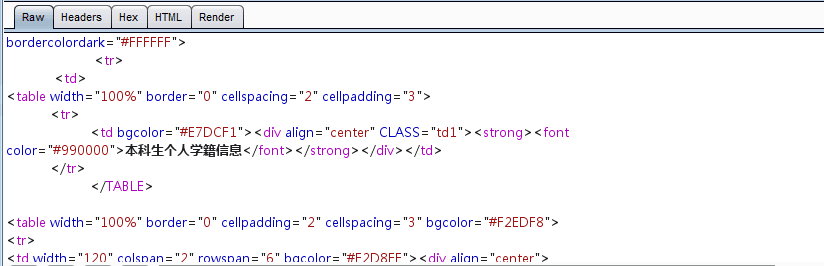 Raw Headers Hex HTML Render
bordercolordark="#FFFFFF">
<tr>
<td>
<table width="100%" border="0" cellspacing="2" cellpadding="3">
<tr>
<td bgcolor="#E7DCF1"><div align="center" CLASS="td1"><strong><font
color="#990000">本科生个人学籍信息</font></strong></div></td>
</tr>
</TABLE>
<table width="100%" border="0" cellpadding="2" cellspacing="3" bgcolor="#F2EDF8">
<tr>
<td width="120" colspan="2" rowspan="6" bgcolor="#F2D8FF"><div align="center">